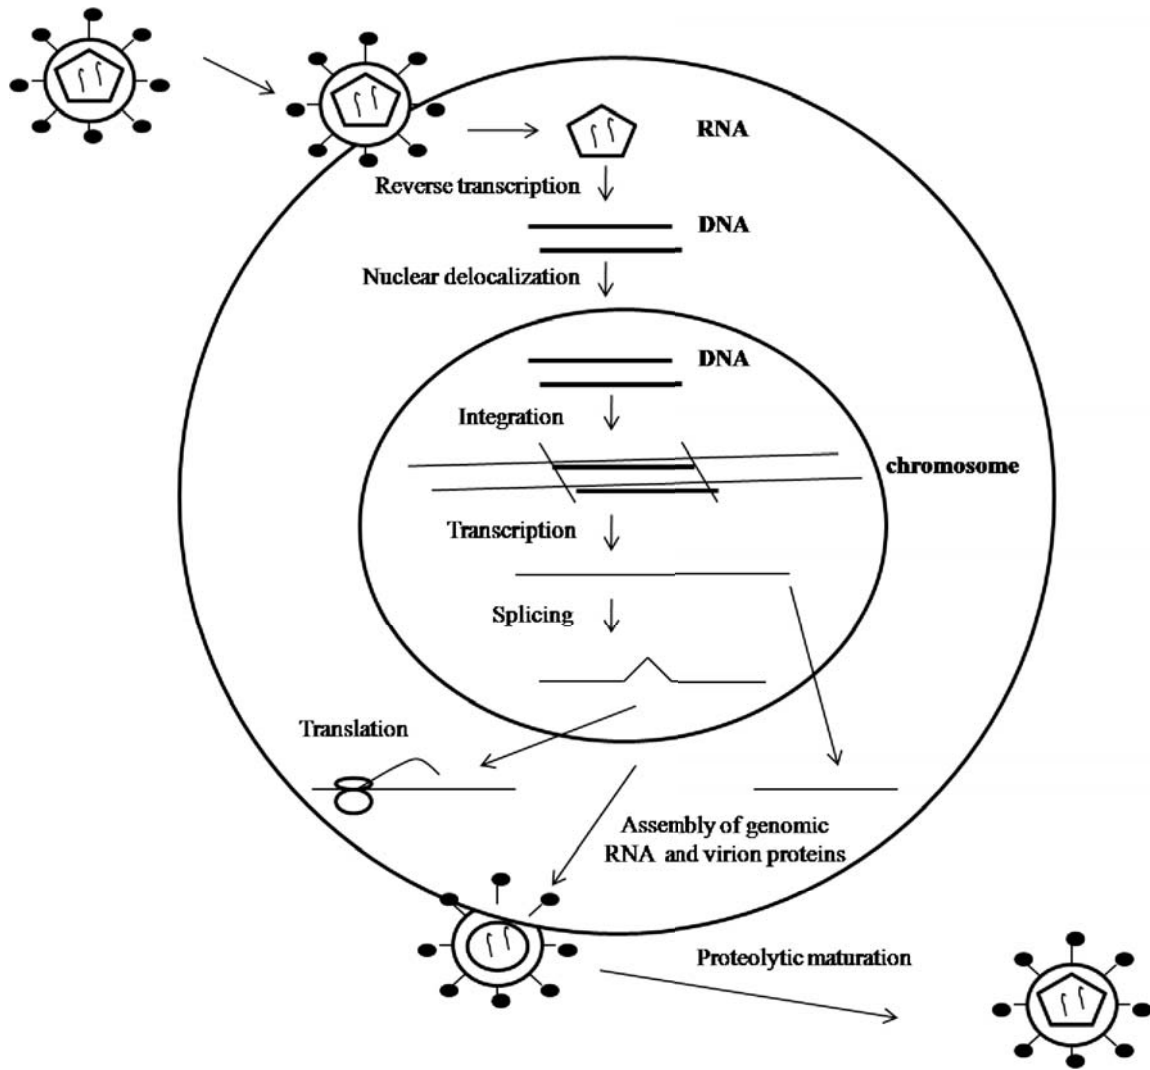 RNA
Reverse transcription
DNA
Nuclear delocalization
DNA
Integration
chromosome
Transcription
Splicing
Translation
Assembly of genomic
RNA and virion proteins
Proteolytic maturation